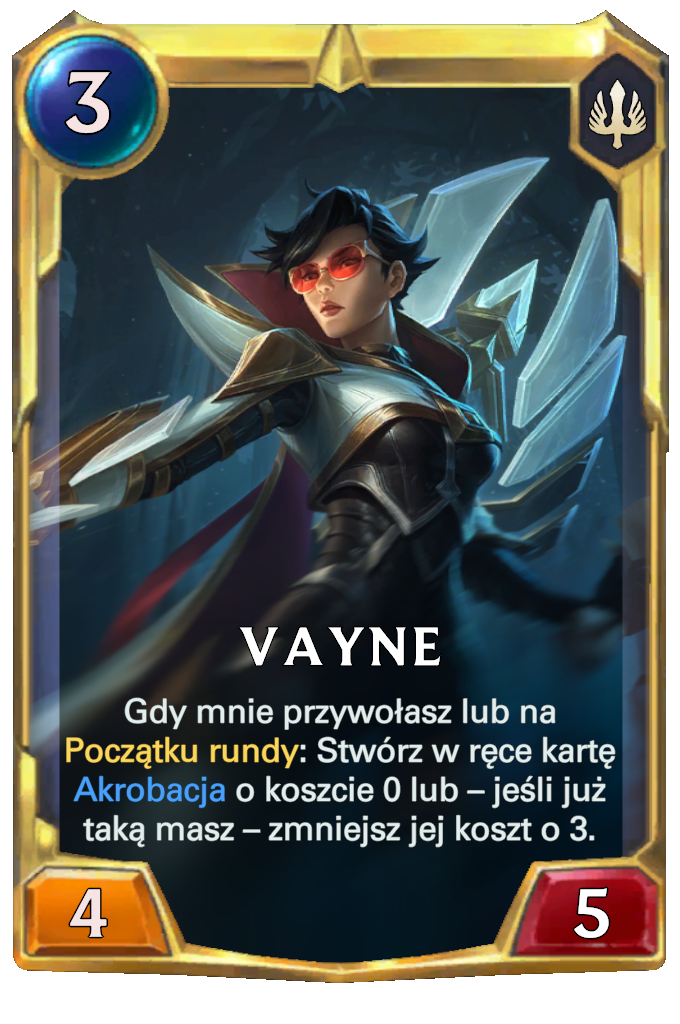 3
VAYNE
Gdy mnie przywołasz lub na
Początku rundy: Stwórz w ręce kartę
Akrobacja o koszcie 0 lub – jeśli już
taką masz – zmniejsz jej koszt o 3.
4
5